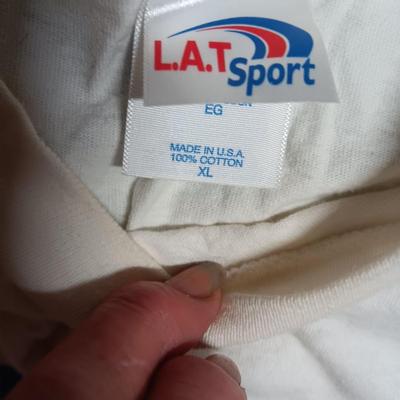 L.A.T
Sport
EG
MADE IN U.S.A.
100% COTTON
XL